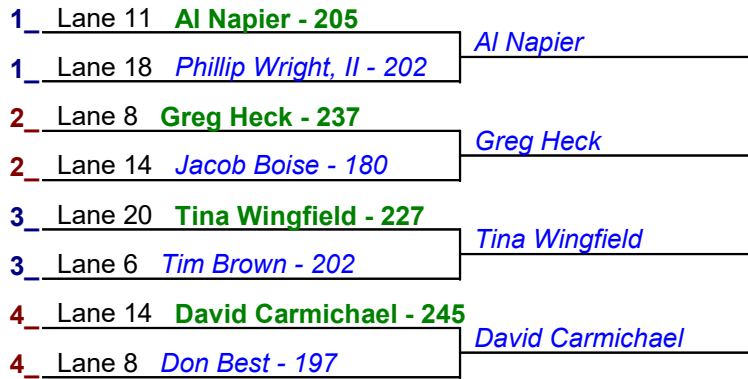 1_ Lane 11 Al Napier - 205
Al Napier
1_ Lane 18 Phillip Wright, II - 202
2_ Lane 8 Greg Heck - 237
Greg Heck
2_ Lane 14 Jacob Boise - 180
3_ Lane 20 Tina Wingfield - 227
Tina Wingfield
3_ Lane 6 Tim Brown - 202
4_ Lane 14 David Carmichael - 245
David Carmichael
4_ Lane 8 Don Best - 197